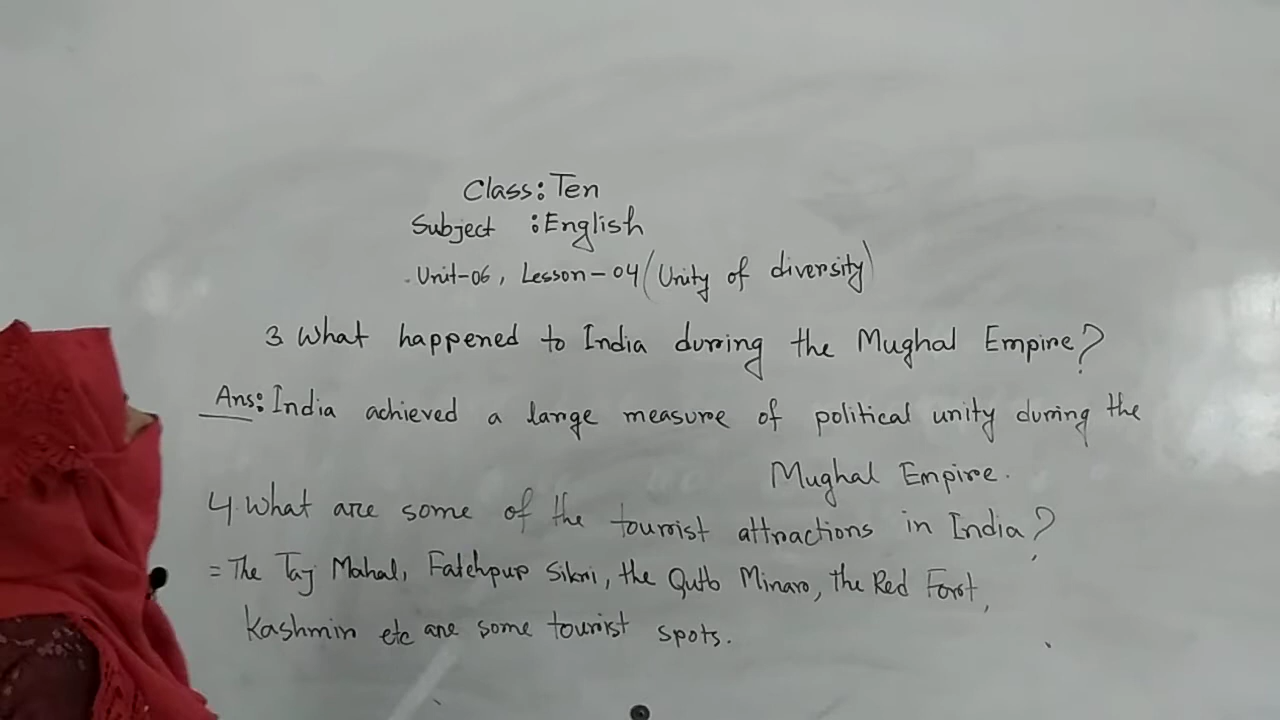 Class: Ten
Subject : English
Unit-06, Lesson-04 (Unity of diversity)
3 What happened to India during the Mughal Empire?
Ans: India achieved a large measure of political unity during the
Mughal Empire.
4. What are some of the tourist attractions in India?
= The Taj Mahal, Fatehpur Sikri, the Qutb Minar, the Red Fort,
Kashmir etc are some tourist spots.